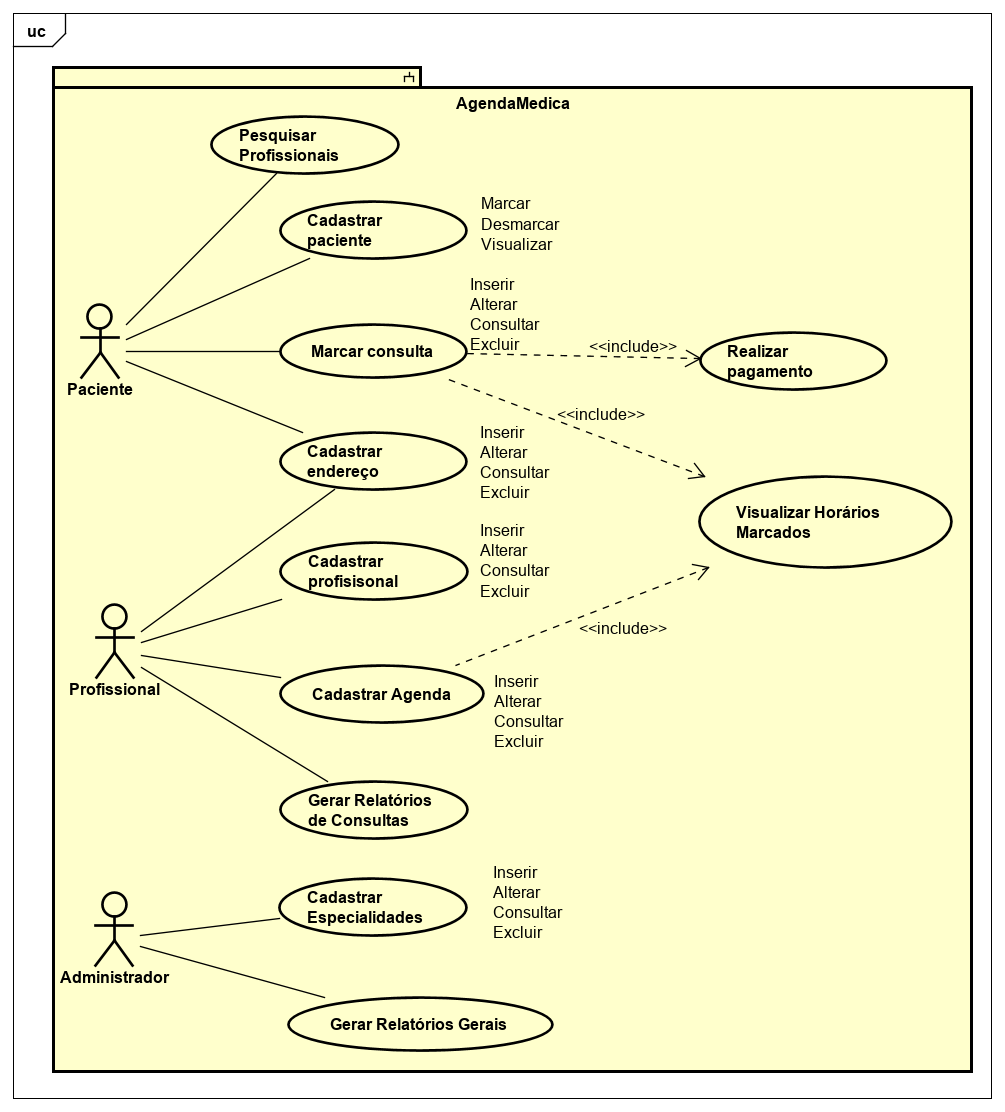 uc
AgendaMedica
Pesquisar
Profissionais
Cadastrar
paciente
Marcar
Desmarcar
Visualizar
Inserir
Alterar
Consultar
Excluir
Marcar consulta
<<include>>
Realizar
pagamento
Paciente
<<include>>
Cadastrar
endereço
Inserir
Alterar
Consultar
Excluir
Visualizar Horários
Marcados
Cadastrar
profisisonal
Inserir
Alterar
Consultar
Excluir
<<include>>
Profissional
Cadastrar Agenda
Inserir
Alterar
Consultar
Excluir
Gerar Relatórios
de Consultas
Cadastrar
Especialidades
Inserir
Alterar
Consultar
Excluir
Administrador
Gerar Relatórios Gerais